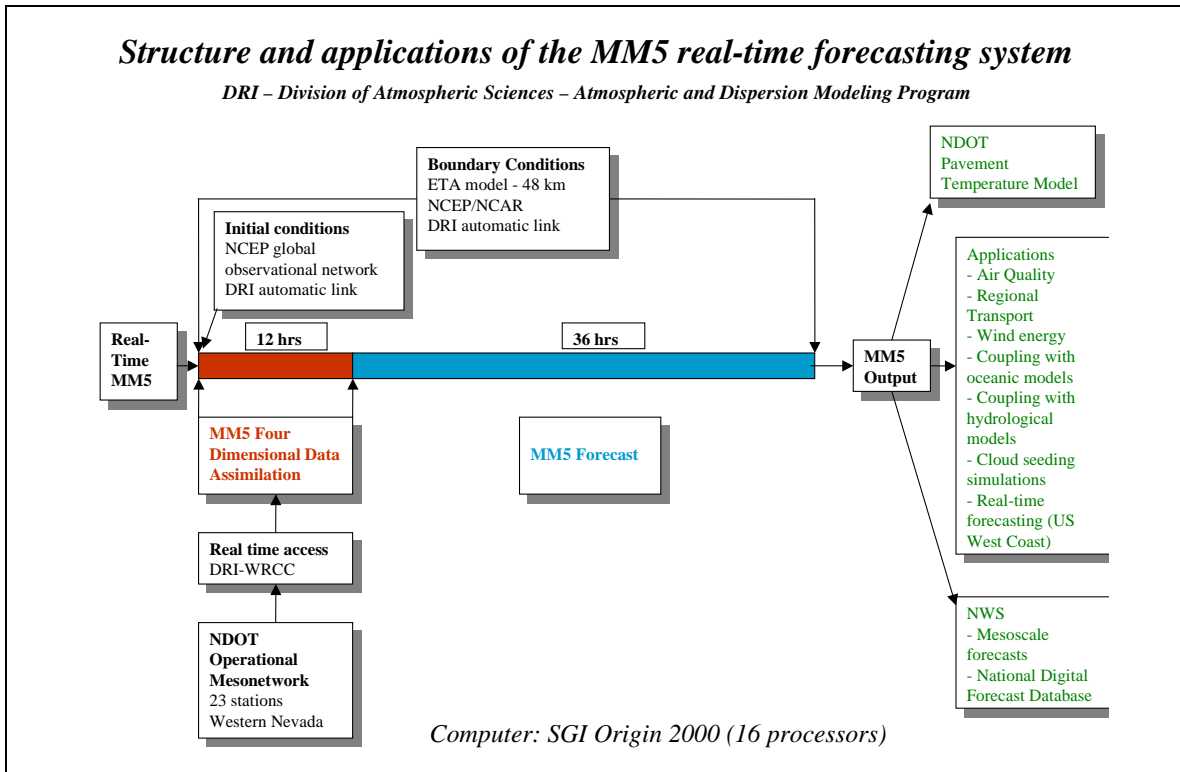 Structure and applications of the MM5 real-time forecasting system
DRI – Division of Atmospheric Sciences – Atmospheric and Dispersion Modeling Program
Boundary Conditions
ETA model - 48 km
NCEP/NCAR
DRI automatic link
Initial conditions
NCEP global
observational network
DRI automatic link
Real-
Time
MM5
12 hrs
36 hrs
MM5 Four
Dimensional Data
Assimilation
MM5 Forecast
Real time access
DRI-WRCC
NDOT
Operational
Mesonetwork
23 stations
Western Nevada
MM5
Output
NDOT
Pavement
Temperature Model
Applications
- Air Quality
- Regional
Transport
- Wind energy
- Coupling with
oceanic models
- Coupling with
hydrological
models
- Cloud seeding
simulations
- Real-time
forecasting (US
West Coast)
NWS
- Mesoscale
forecasts
- National Digital
Forecast Database
Computer: SGI Origin 2000 (16 processors)